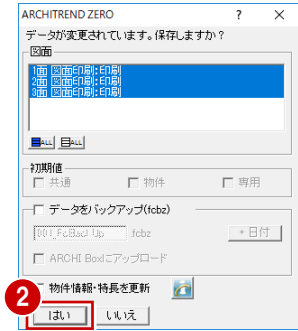 ARCHITREND ZERO ? ×
データが変更されています。保存しますか？
図面
1面 図面印刷:印刷
2面 図面印刷:印刷
3面 図面印刷:印刷
ALL ALL
初期値
共通 物件 専用
データをバックアップ(fcbz)
001_FcBacl_Up fcbz +日付
ARCHI Boxにアップロード
物件情報・特長を更新
2
はい いいえ